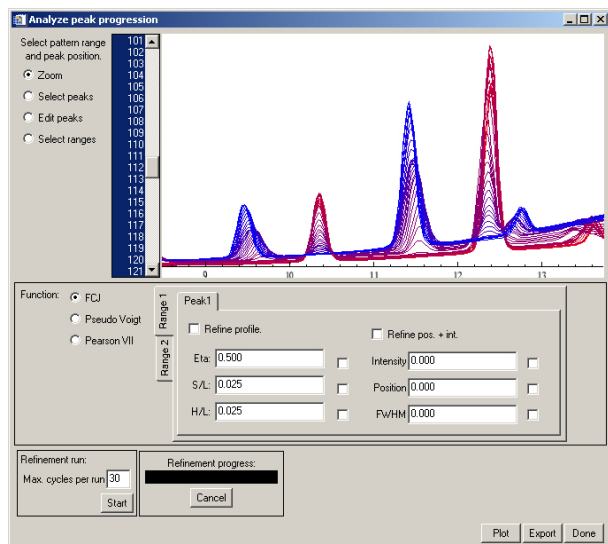 Analyze peak progression
Select pattern range
and peak position.
Zoom
Select peaks
Edit peaks
Select ranges
101
102
103
104
105
106
107
108
109
110
111
112
113
114
115
116
117
118
119
120
121
9 10 11 12 13
Function:
FCJ
Pseudo Voigt
Pearson VII
Range 1
Range 2
Peak1
Refine profile.
Refine pos. + int.
Eta: 0.500
Intensity 0.000
S/L: 0.025
Position 0.000
H/L: 0.025
FWHM 0.000
Refinement run:
Max. cycles per run 30
Start
Refinement progress:
Cancel
Plot Export Done